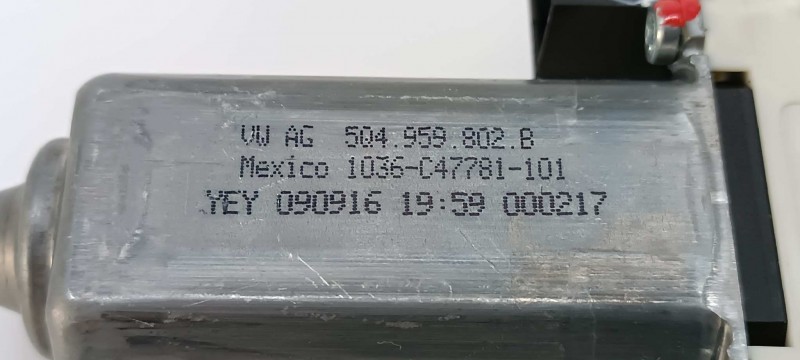 VW AG 5Q4.959.802.B
Mexico 1036-C47781-101
YEY 090916 19:59 000217